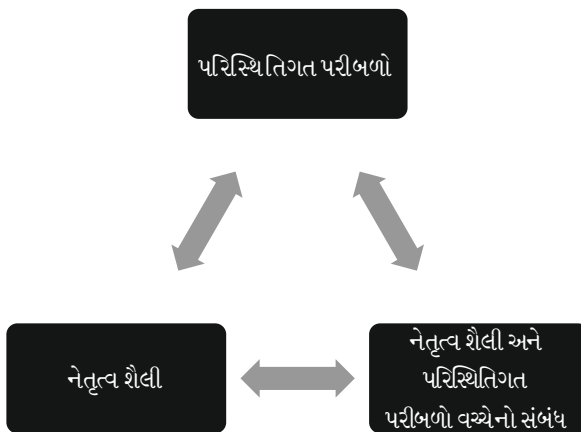 પરિસ્થિતિગત પરીબળો
નેતૃત્વ શૈલી
નેતૃત્વ શૈલી અને
પરિસ્થિતિગત
પરીબળો વચ્ચેનો સંબંધ